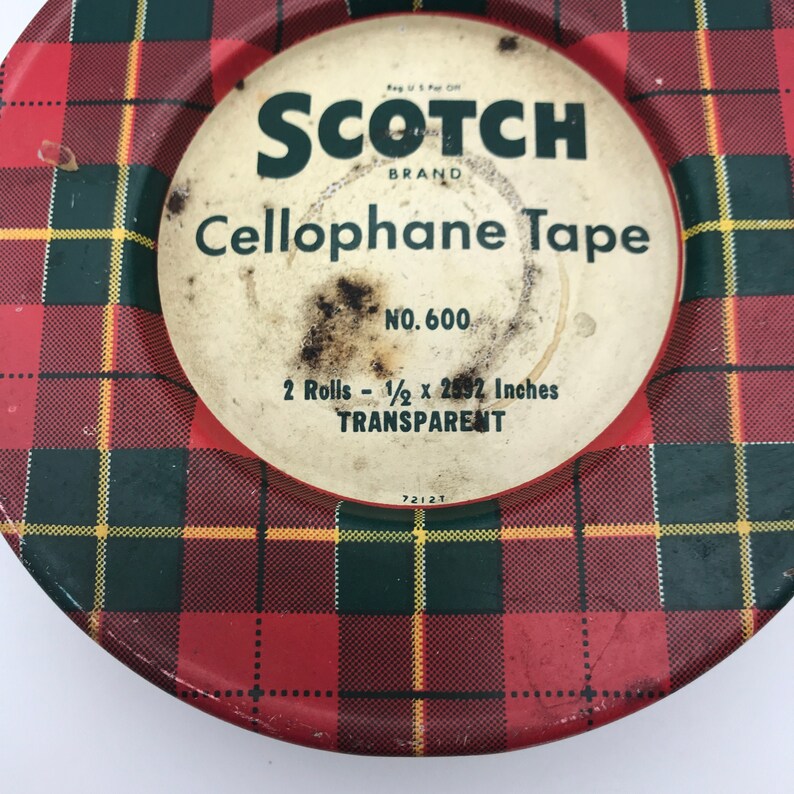 Reg U S Pat Off
SCOTCH
BRAND
Cellophane Tape
NO. 600
2 Rolls - 1/2 x 2592 Inches
TRANSPARENT
7212T